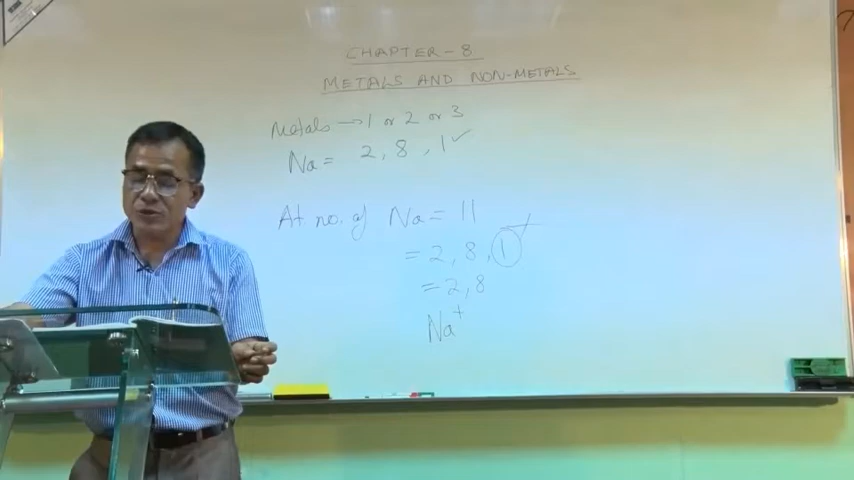 CHAPTER - 8
METALS AND NON-METALS
Metals → 1 or 2 or 3
Na = 2, 8, 1 ✓
At no. of Na = 11
= 2, 8, 1
= 2, 8
Na⁺